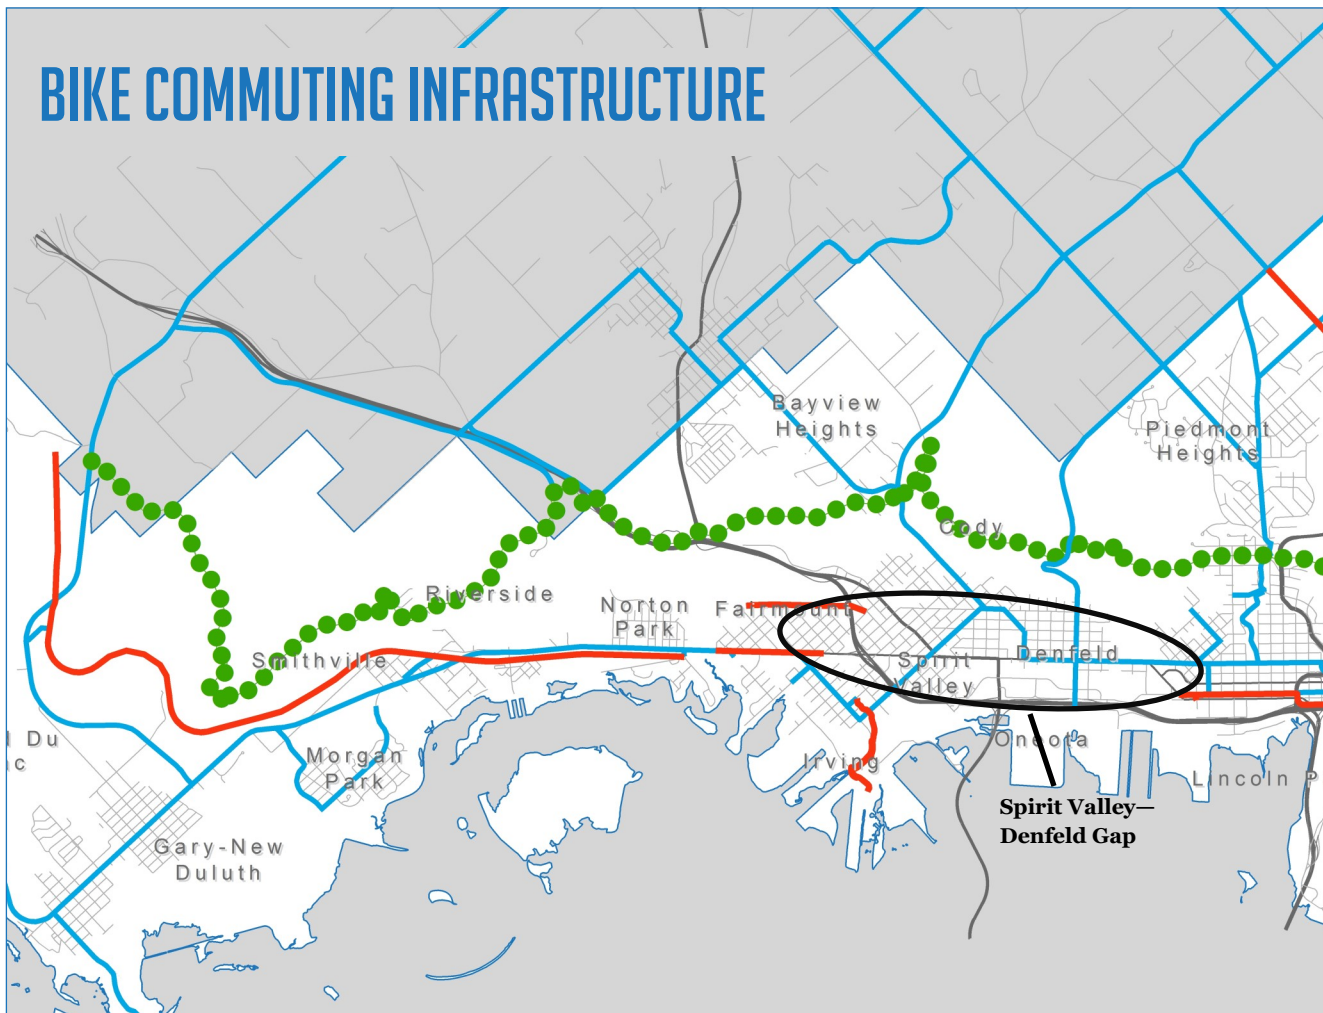 BIKE COMMUTING INFRASTRUCTURE
Bayview
Heights
Piedmont
Heights
Cody
Riverside
Norton
Park
Fairmount
Smithville
Spirit
Valley
Denfeld
Du
Morgan
Park
Irving
Oneota
Lincoln P
Spirit Valley—
Denfeld Gap
Gary-New
Duluth